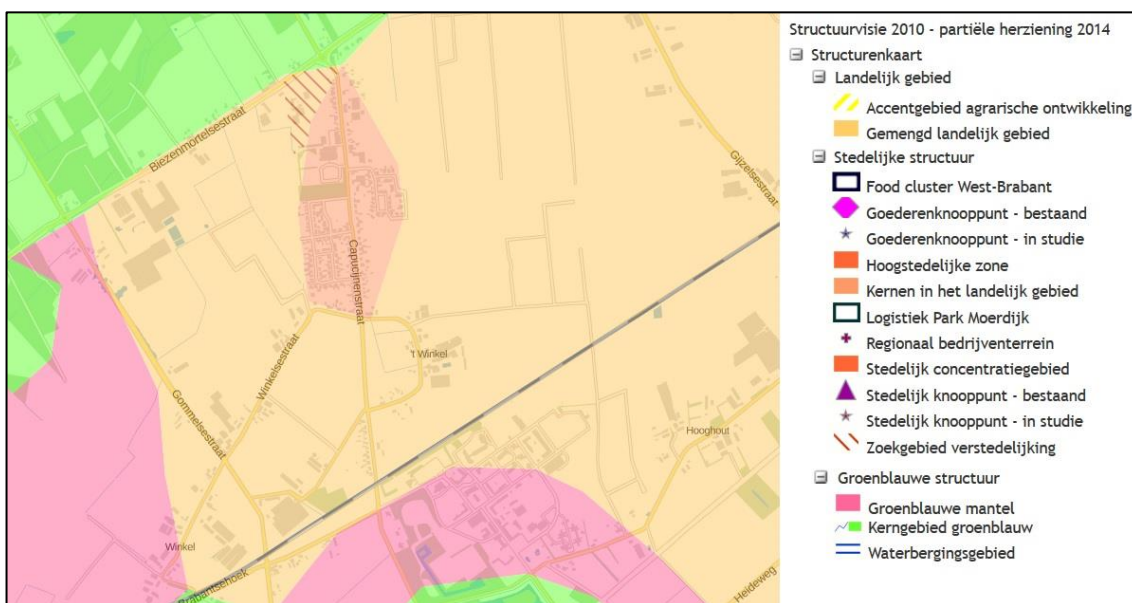 Structuurvisie 2010 - partiële herziening 2014
Structurenkaart
Landelijk gebied
Accentgebied agrarische ontwikkeling
Gemengd landelijk gebied
Stedelijke structuur
Food cluster West-Brabant
Goederenknooppunt - bestaand
Goederenknooppunt - in studie
Hoogstedelijke zone
Kernen in het landelijk gebied
Logistiek Park Moerdijk
Regionaal bedrijventerrein
Stedelijk concentratiegebied
Stedelijk knooppunt - bestaand
Stedelijk knooppunt - in studie
Zoekgebied verstedelijking
Groenblauwe structuur
Groenblauwe mantel
Kerngebied groenblauw
Waterbergingsgebied
Biezenmortelsestraat
Gijzelsestraat
Capucijnenstraat
't Winkel
Winkelsestraat
Gommelsestraat
Hooghout
Winkel
Brabantsehoek
Heideweg